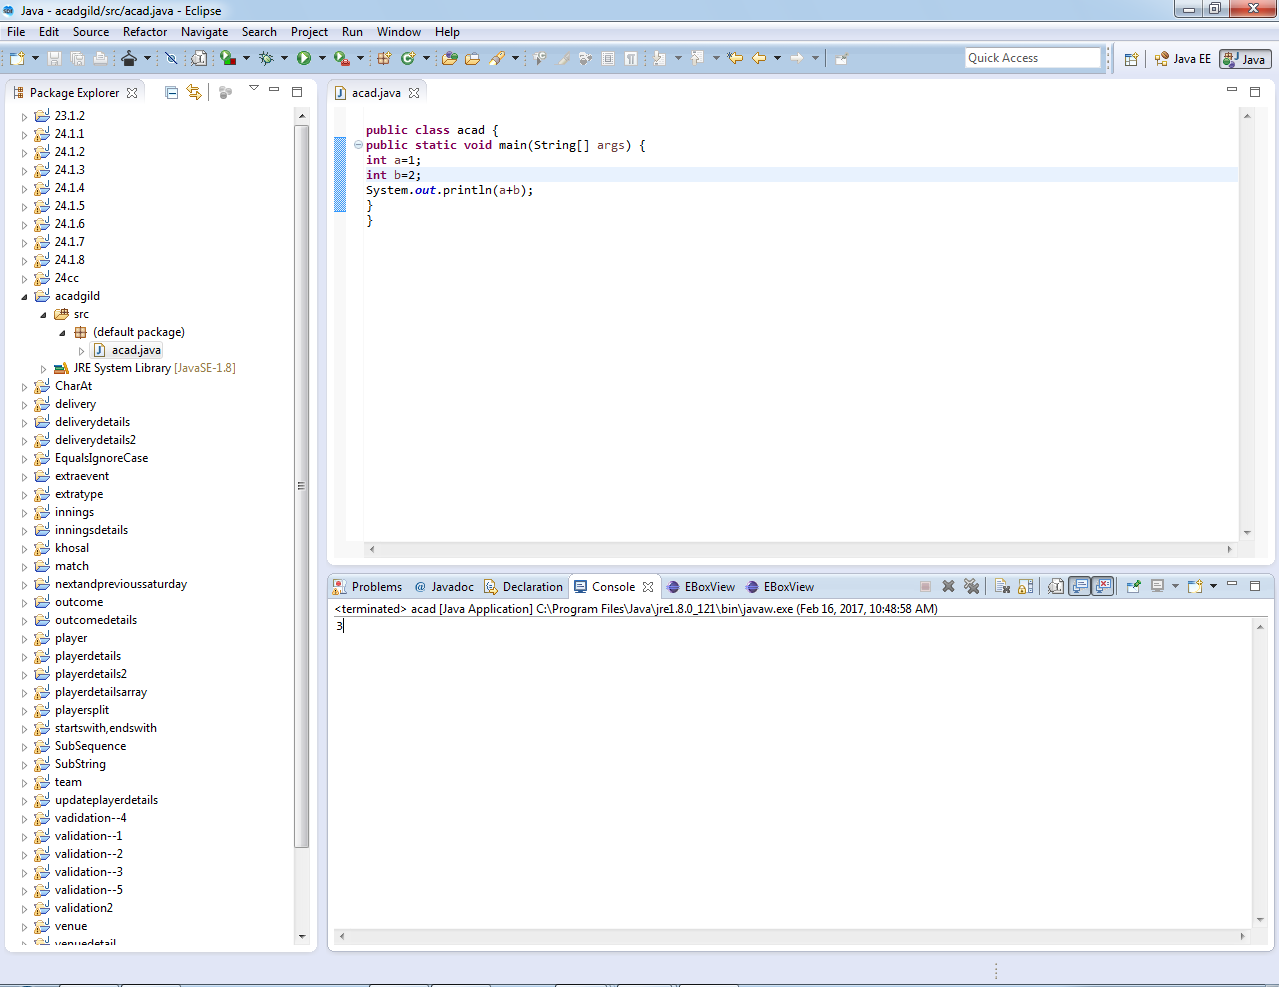 Java - acadgild/src/acad.java - Eclipse
File Edit Source Refactor Navigate Search Project Run Window Help
Quick Access
Java EE
Java
Package Explorer
23.1.2
24.1.1
24.1.2
24.1.3
24.1.4
24.1.5
24.1.6
24.1.7
24.1.8
24cc
acadgild
src
(default package)
acad.java
JRE System Library [JavaSE-1.8]
CharAt
delivery
deliverydetails
deliverydetails2
EqualsIgnoreCase
extraevent
extratype
innings
inningsdetails
khosal
match
nextandprevioussaturday
outcome
outcomedetails
player
playerdetails
playerdetails2
playerdetailsarray
playersplit
startswith,endswith
SubSequence
SubString
team
updateplayerdetails
vadidation--4
validation--1
validation--2
validation--3
validation--5
validation2
venue
venuedetail
acad.java
public class acad {
public static void main(String[] args) {
int a=1;
int b=2;
System.out.println(a+b);
}
}
Problems @ Javadoc Declaration Console EBoxView EBoxView
<terminated> acad [Java Application] C:\Program Files\Java\jre1.8.0_121\bin\javaw.exe (Feb 16, 2017, 10:48:58 AM)
3